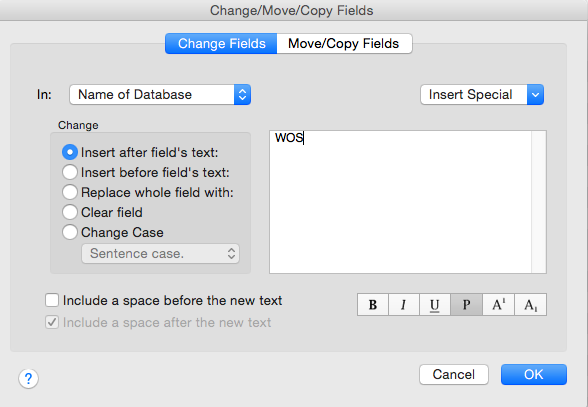 Change/Move/Copy Fields
Change Fields Move/Copy Fields
In: Name of Database Insert Special
Change
Insert after field's text:
Insert before field's text:
Replace whole field with:
Clear field
Change Case
Sentence case.
WOS
Include a space before the new text
Include a space after the new text
B I U P A¹ A₁
? Cancel OK